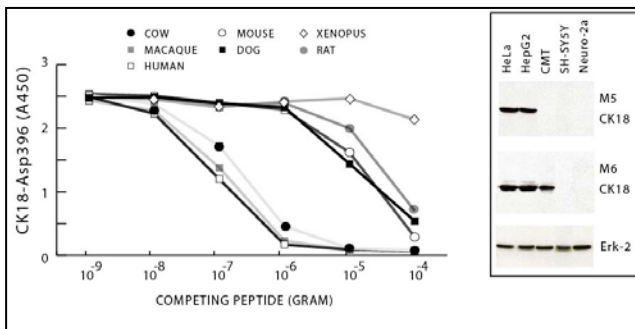 COW
MOUSE
XENOPUS
MACAQUE
DOG
RAT
HUMAN
CK18-Asp396 (A450)
3
2
1
0
10-9
10-8
10-7
10-6
10-5
10-4
COMPETING PEPTIDE (GRAM)
HeLa
HepG2
CMT
SH-SY5Y
Neuro-2a
M5
CK18
M6
CK18
Erk-2